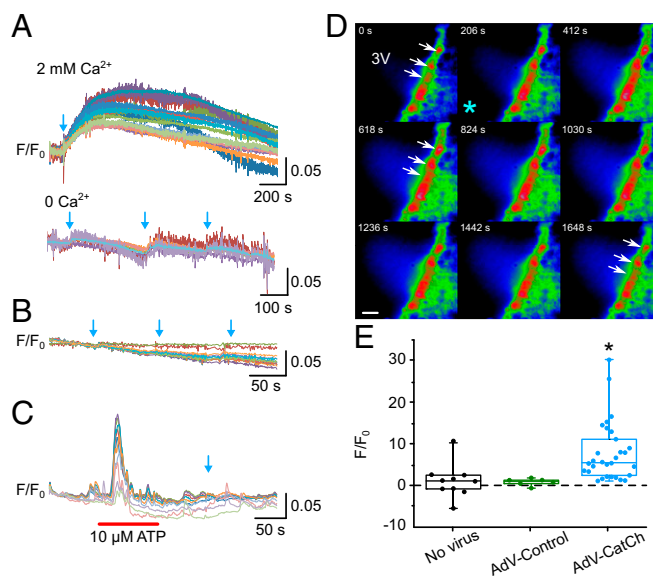 A
2 mM Ca²⁺
F/F₀
0.05
200 s
0 Ca²⁺
0.05
100 s
B
F/F₀
0.05
50 s
C
F/F₀
0.05
50 s
10 µM ATP
D
0 s
206 s
412 s
3V
*
618 s
824 s
1030 s
1236 s
1442 s
1648 s
E
*
F/F₀
30
20
10
0
-10
No virus
AdV-Control
AdV-CatCh